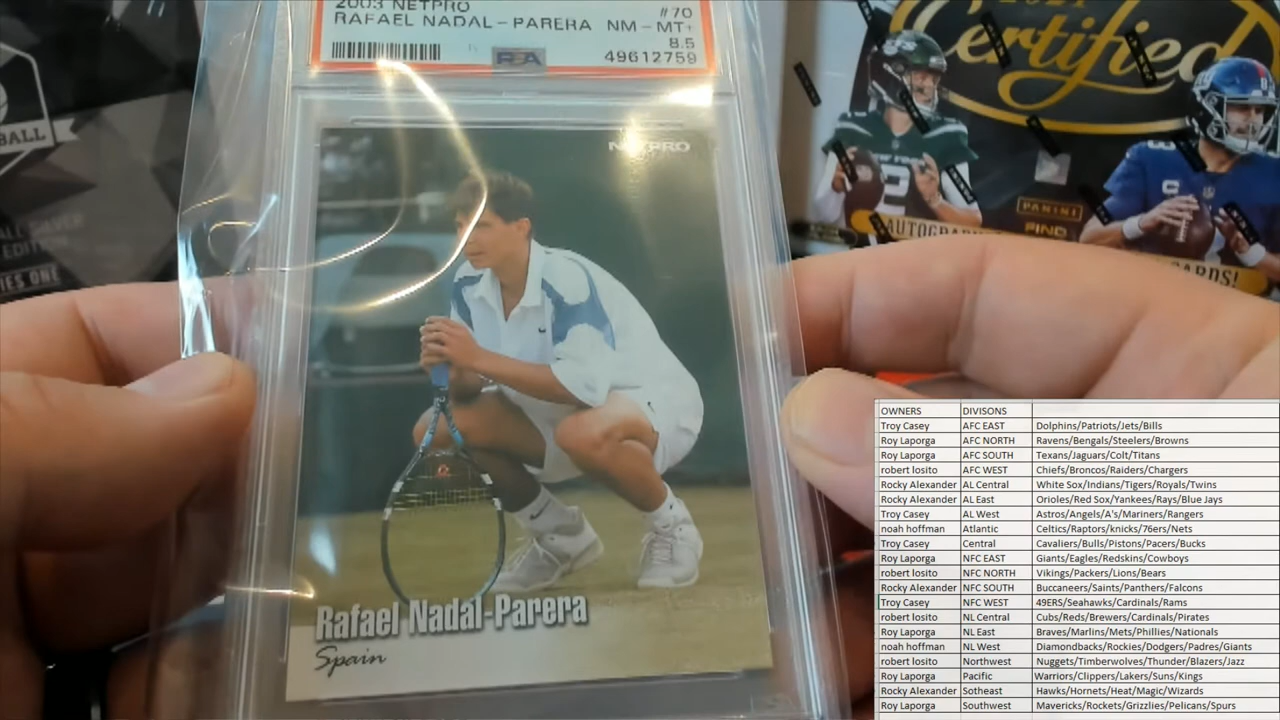 2003 NETPRO #70
RAFAEL NADAL-PARERA NM-MT+
8.5
PSA 49612759
NETPRO
Rafael Nadal-Parera
Spain
BALL
EDITION
IES ONE
2021
Certified
PANINI
AUTOGRAPH
FIND
CARDS!
OWNERS DIVISONS
Troy Casey AFC EAST Dolphins/Patriots/Jets/Bills
Roy Laporga AFC NORTH Ravens/Bengals/Steelers/Browns
Roy Laporga AFC SOUTH Texans/Jaguars/Colt/Titans
robert losito AFC WEST Chiefs/Broncos/Raiders/Chargers
Rocky Alexander AL Central White Sox/Indians/Tigers/Royals/Twins
Rocky Alexander AL East Orioles/Red Sox/Yankees/Rays/Blue Jays
Troy Casey AL West Astros/Angels/A's/Mariners/Rangers
noah hoffman Atlantic Celtics/Raptors/knicks/76ers/Nets
Troy Casey Central Cavaliers/Bulls/Pistons/Pacers/Bucks
Roy Laporga NFC EAST Giants/Eagles/Redskins/Cowboys
robert losito NFC NORTH Vikings/Packers/Lions/Bears
Rocky Alexander NFC SOUTH Buccaneers/Saints/Panthers/Falcons
Troy Casey NFC WEST 49ERS/Seahawks/Cardinals/Rams
robert losito NL Central Cubs/Reds/Brewers/Cardinals/Pirates
Roy Laporga NL East Braves/Marlins/Mets/Phillies/Nationals
noah hoffman NL West Diamondbacks/Rockies/Dodgers/Padres/Giants
robert losito Northwest Nuggets/Timberwolves/Thunder/Blazers/Jazz
Roy Laporga Pacific Warriors/Clippers/Lakers/Suns/Kings
Rocky Alexander Sotheast Hawks/Hornets/Heat/Magic/Wizards
Roy Laporga Southwest Mavericks/Rockets/Grizzlies/Pelicans/Spurs